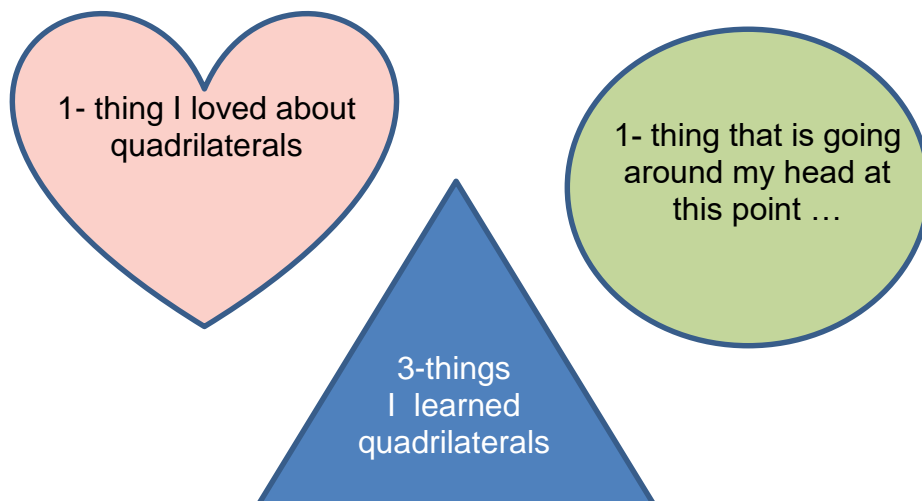 1- thing I loved about
quadrilaterals
1- thing that is going
around my head at
this point …
3-things
I  learned
quadrilaterals